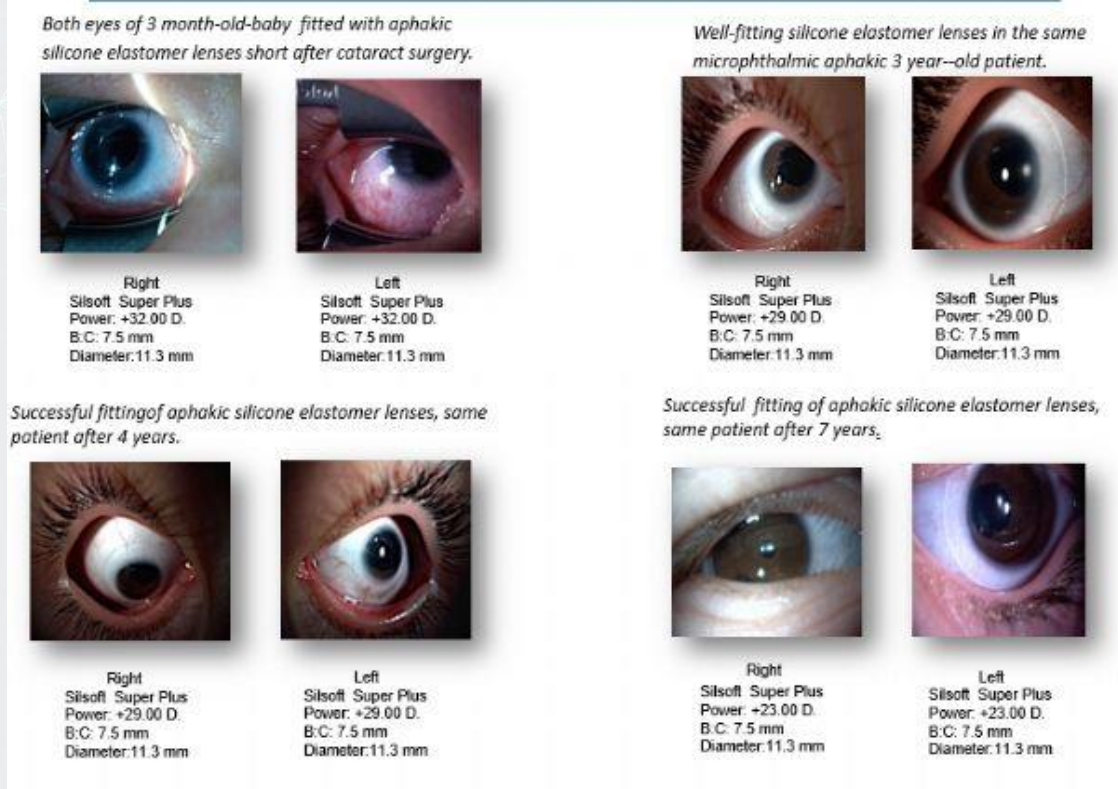 Both eyes of 3 month-old-baby fitted with aphakic
silicone elastomer lenses short after cataract surgery.
Right
Silsoft Super Plus
Power: +32.00 D.
B:C: 7.5 mm
Diameter:11.3 mm
Left
Silsoft Super Plus
Power: +32.00 D.
B:C: 7.5 mm
Diameter:11.3 mm
Well-fitting silicone elastomer lenses in the same
microphthalmic aphakic 3 year--old patient.
Right
Silsoft Super Plus
Power: +29.00 D.
B:C: 7.5 mm
Diameter:11.3 mm
Left
Silsoft Super Plus
Power: +29.00 D.
B:C: 7.5 mm
Diameter:11.3 mm
Successful fittingof aphakic silicone elastomer lenses, same
patient after 4 years.
Right
Silsoft Super Plus
Power: +29.00 D.
B:C: 7.5 mm
Diameter:11.3 mm
Left
Silsoft Super Plus
Power: +29.00 D.
B:C: 7.5 mm
Diameter:11.3 mm
Successful fitting of aphakic silicone elastomer lenses,
same patient after 7 years.
Right
Silsoft Super Plus
Power: +23.00 D.
B:C: 7.5 mm
Diameter:11.3 mm
Left
Silsoft Super Plus
Power: +23.00 D.
B:C: 7.5 mm
Diameter:11.3 mm